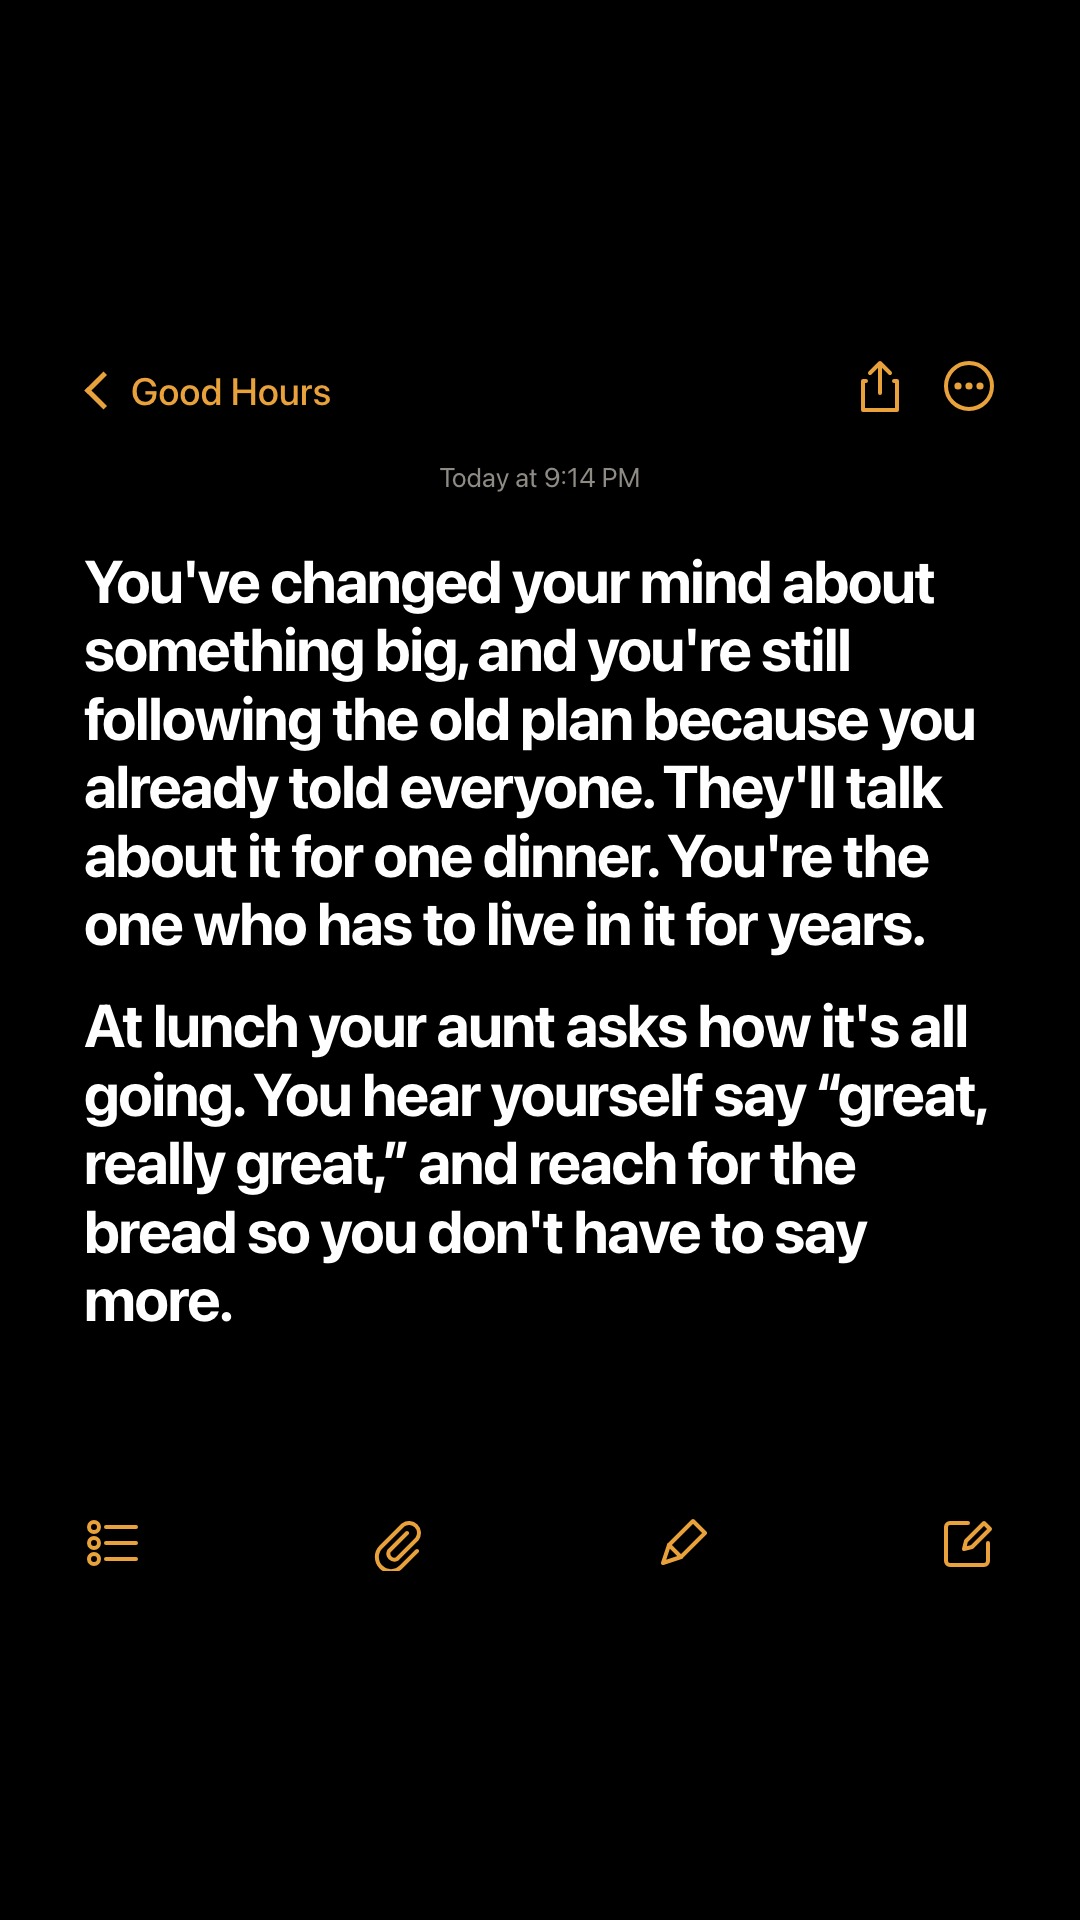 Good Hours
Today at 9:14 PM
You've changed your mind about
something big, and you're still
following the old plan because you
already told everyone. They'll talk
about it for one dinner. You're the
one who has to live in it for years.
At lunch your aunt asks how it's all
going. You hear yourself say “great,
really great,” and reach for the
bread so you don't have to say
more.